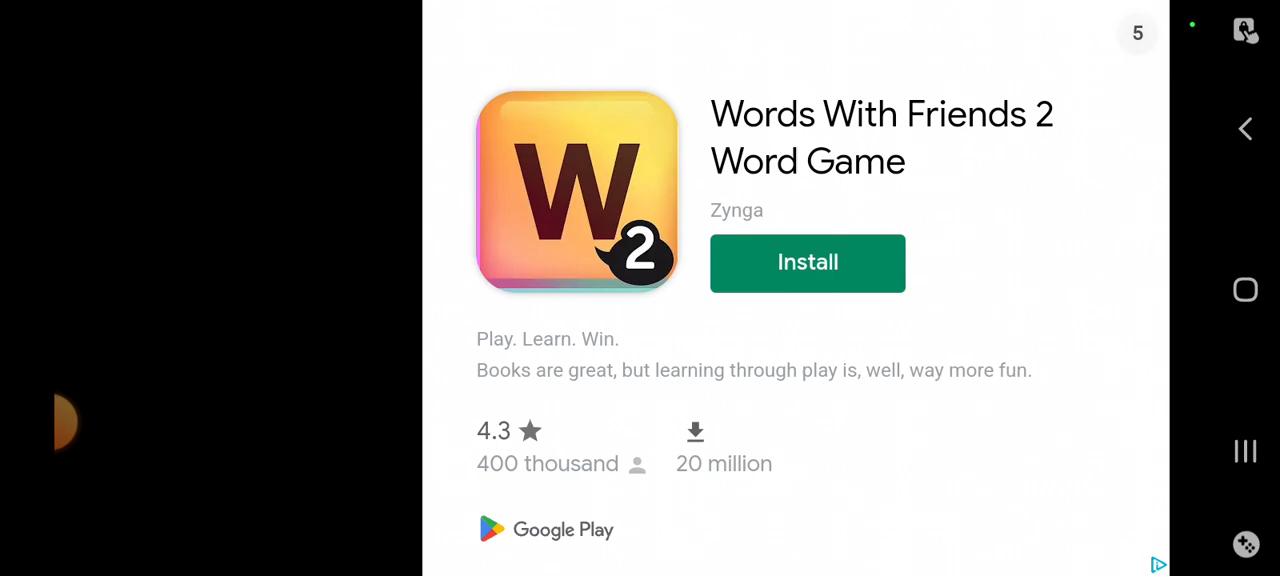 5
W
2
Words With Friends 2
Word Game
Zynga
Install
Play. Learn. Win.
Books are great, but learning through play is, well, way more fun.
4.3
400 thousand
20 million
Google Play